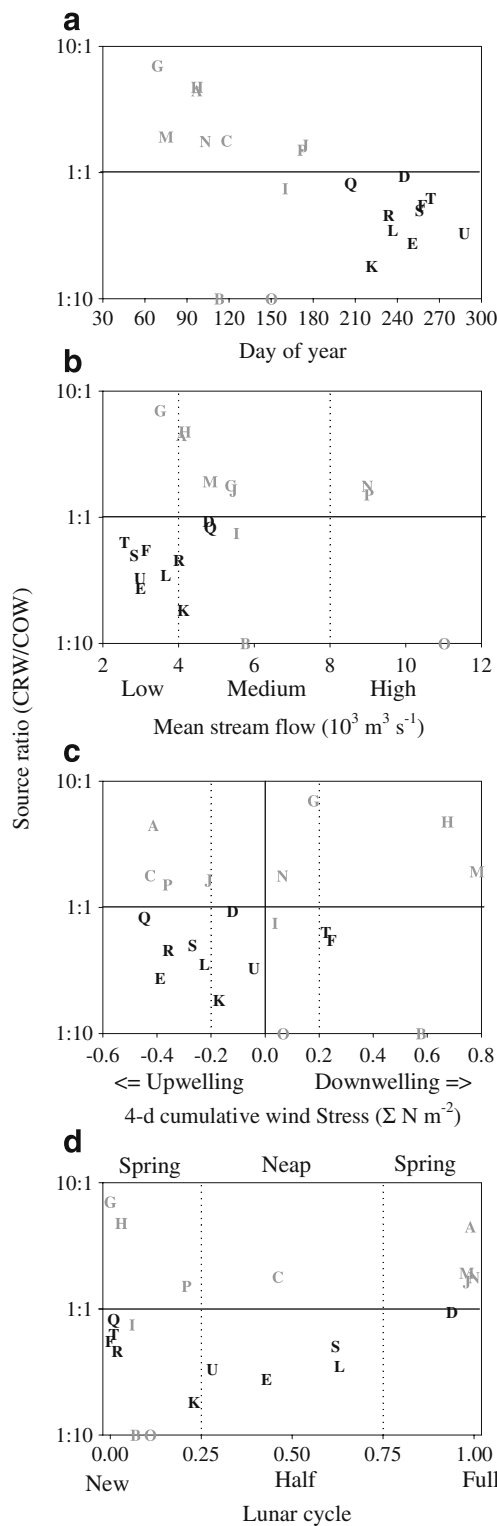 a
10:1
G
H
A
M
N
C
J
P
1:1
D
I
Q
T
F
S
R
L
U
E
K
1:10
B
O
30 60 90 120 150 180 210 240 270 300
Day of year
b
10:1
G
H
A
M
G
J
N
P
1:1
D
Q
I
T
S
F
R
U
L
E
K
1:10
B
O
2 4 6 8 10 12
Low Medium High
Mean stream flow (10³ m³ s⁻¹)
Source ratio (CRW/COW)
c
10:1
G
A
H
C
P
J
N
M
1:1
Q
D
I
T
F
R
S
L
U
E
K
1:10
O
B
-0.6 -0.4 -0.2 0.0 0.2 0.4 0.6 0.8
<= Upwelling Downwelling =>
4-d cumulative wind Stress (Σ N m⁻²)
d
Spring Neap Spring
10:1
G
H
A
P
C
M
J
N
1:1
D
Q
I
T
F
R
S
U
L
E
K
1:10
B
O
0.00 0.25 0.50 0.75 1.00
New Half Full
Lunar cycle